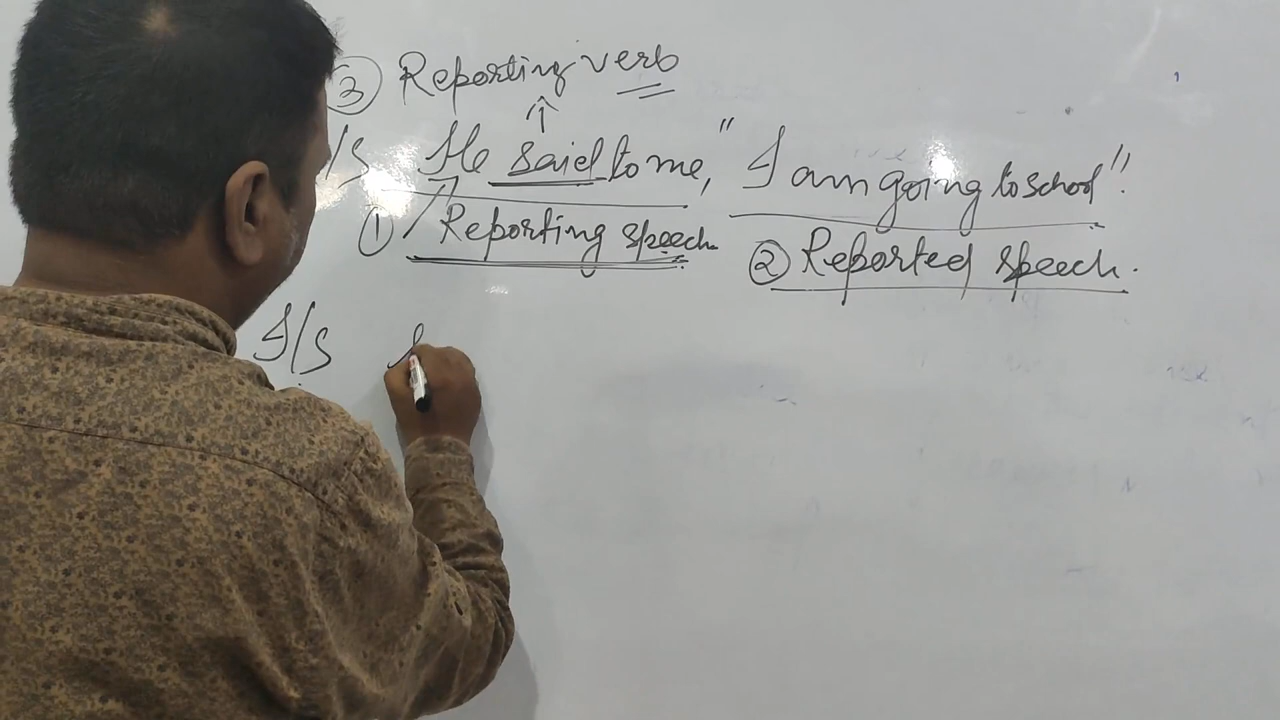 ③ Reporting verb
/S He said to me, " I am going to school".
① Reporting speech.
② Reported speech.
I/S